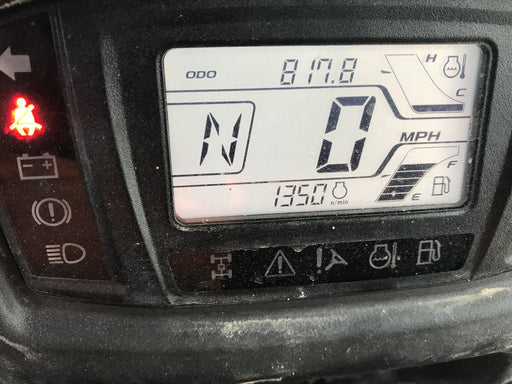 ODO 817.8 H
C
N 0 MPH
F
1350 r/min E